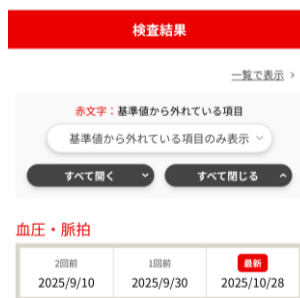 検査結果
一覧で表示
赤文字：基準値から外れている項目
基準値から外れている項目のみ表示
すべて開く すべて閉じる
血圧・脈拍
2回前 1回前 最新
2025/9/10 2025/9/30 2025/10/28